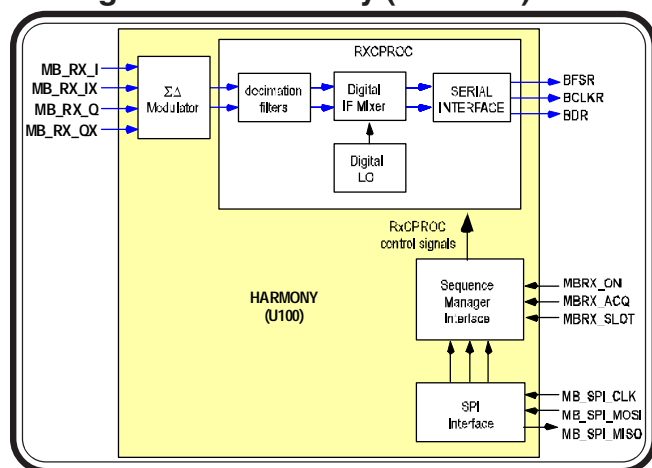 RXCPROC
MB_RX_I
MB_RX_IX
MB_RX_Q
MB_RX_QX
ΣΔ
Modulator
decimation
filters
Digital
IF Mixer
SERIAL
INTERFACE
BFSR
BCLKR
BDR
Digital
LO
RxCPROC
control signals
HARMONY
(U100)
Sequence
Manager
Interface
MBRX_ON
MBRX_ACQ
MBRX_SLOT
SPI
Interface
MB_SPI_CLK
MB_SPI_MOSI
MB_SPI_MISO